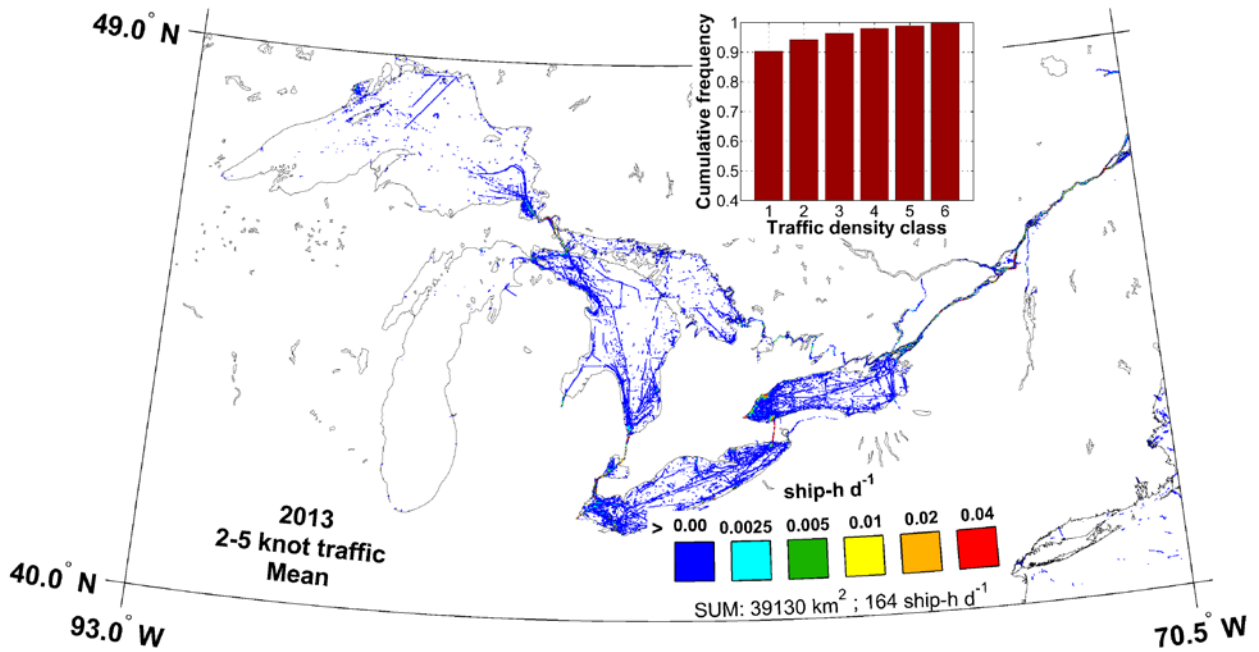 49.0° N
1
0.9
0.8
0.7
0.6
0.5
0.4
Cumulative frequency
1 2 3 4 5 6
Traffic density class
2013
2-5 knot traffic
Mean
ship-h d⁻¹
> 0.00 0.0025 0.005 0.01 0.02 0.04
SUM: 39130 km² ; 164 ship-h d⁻¹
40.0° N
93.0° W
70.5° W